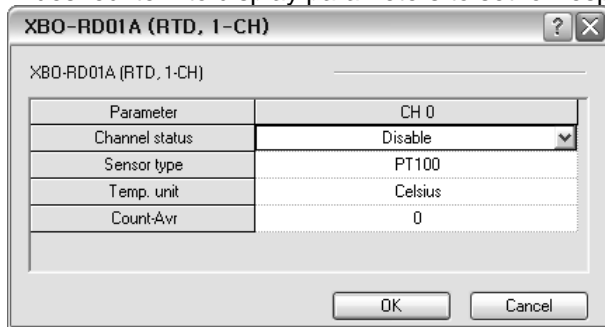 XBO-RD01A (RTD, 1-CH)
XBO-RD01A (RTD, 1-CH)
Parameter CH 0
Channel status Disable
Sensor type PT100
Temp. unit Celsius
Count-Avr 0
OK Cancel